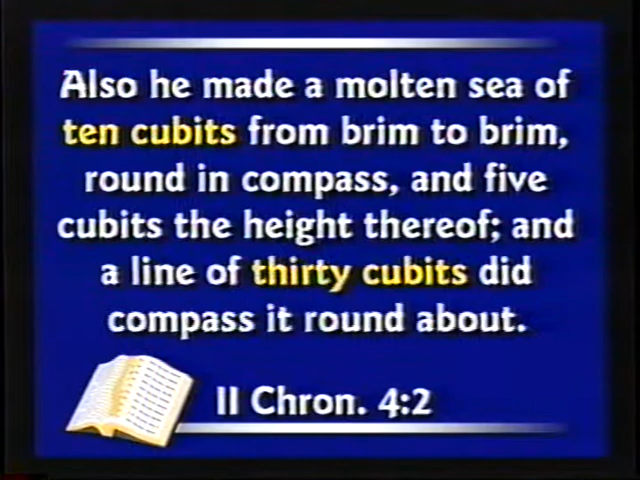 Also he made a molten sea of
ten cubits from brim to brim,
round in compass, and five
cubits the height thereof; and
a line of thirty cubits did
compass it round about.
II Chron. 4:2